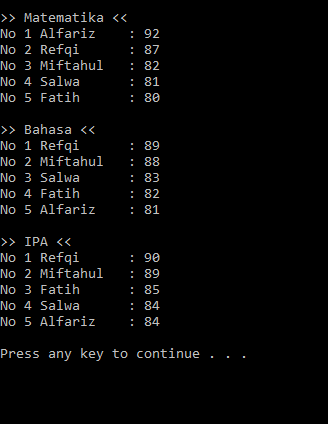 >> Matematika <<
No 1 Alfariz    : 92
No 2 Refqi      : 87
No 3 Miftahul   : 82
No 4 Salwa      : 81
No 5 Fatih      : 80
>> Bahasa <<
No 1 Refqi      : 89
No 2 Miftahul   : 88
No 3 Salwa      : 83
No 4 Fatih      : 82
No 5 Alfariz    : 81
>> IPA <<
No 1 Refqi      : 90
No 2 Miftahul   : 89
No 3 Fatih      : 85
No 4 Salwa      : 84
No 5 Alfariz    : 84
Press any key to continue . . .